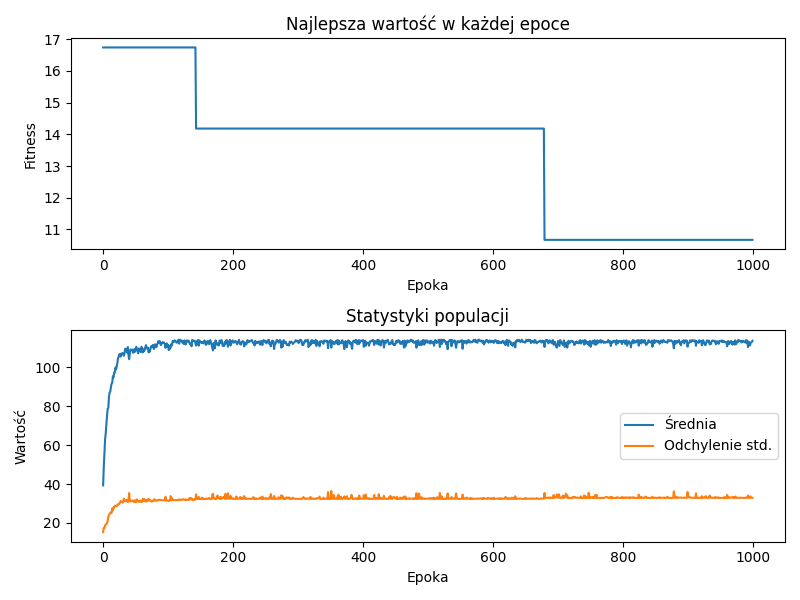 Najlepsza wartość w każdej epoce
17
16
15
14
13
12
11
Fitness
0 200 400 600 800 1000
Epoka
Statystyki populacji
100
80
60
40
20
Wartość
Średnia
Odchylenie std.
0 200 400 600 800 1000
Epoka